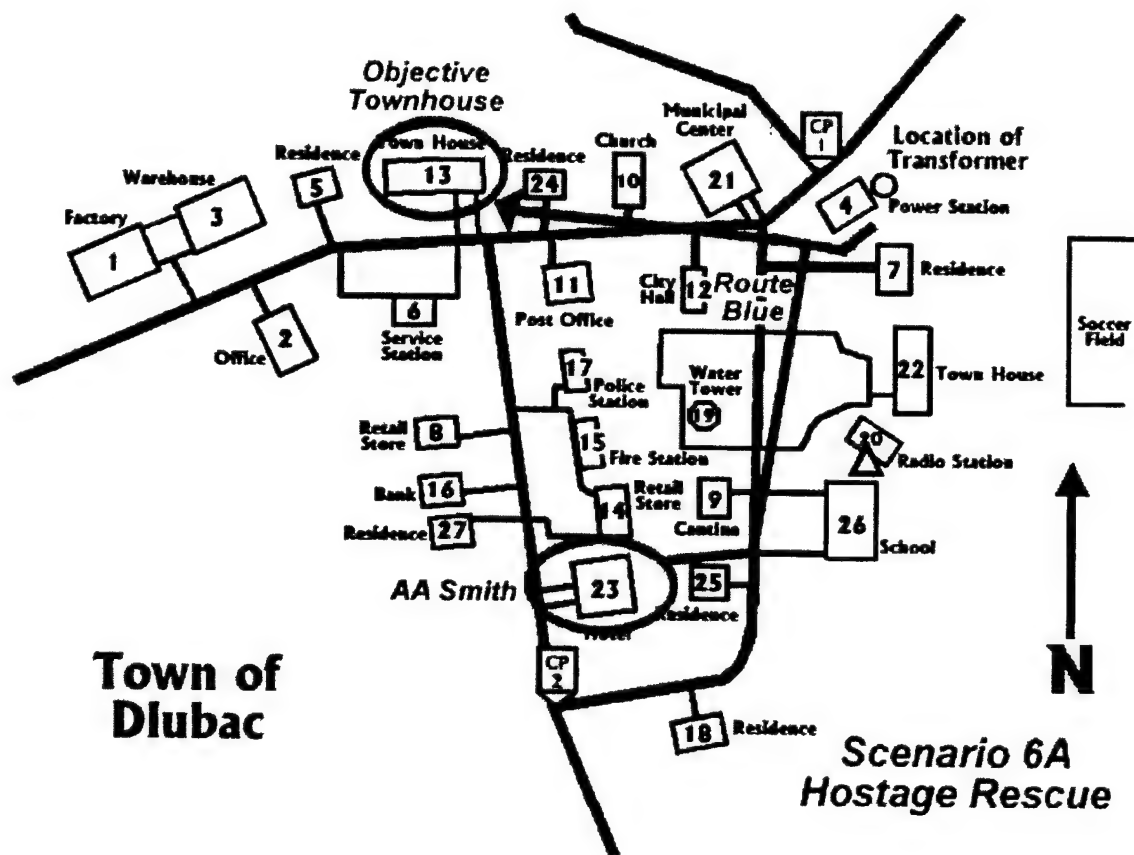 Objective
Townhouse
Municipal
Center
CP
1
Location of
Transformer
Church
Town House
Residence
Residence
Warehouse
13
24
10
21
5
3
4
Power Station
Factory
1
11
City
Hall
12
Route
Blue
7
Residence
6
Post Office
2
Office
Service
Station
Soccer
Field
17
Police
Station
Water
Tower
19
22
Town House
Retail
Store
8
15
Fire Station
20
Radio Station
Bank
16
14
Retail
Store
9
Cantina
26
School
Residence
27
AA Smith
23
25
Residence
Hotel
CP
2
N
Town of
Dlubac
18
Residence
Scenario 6A
Hostage Rescue